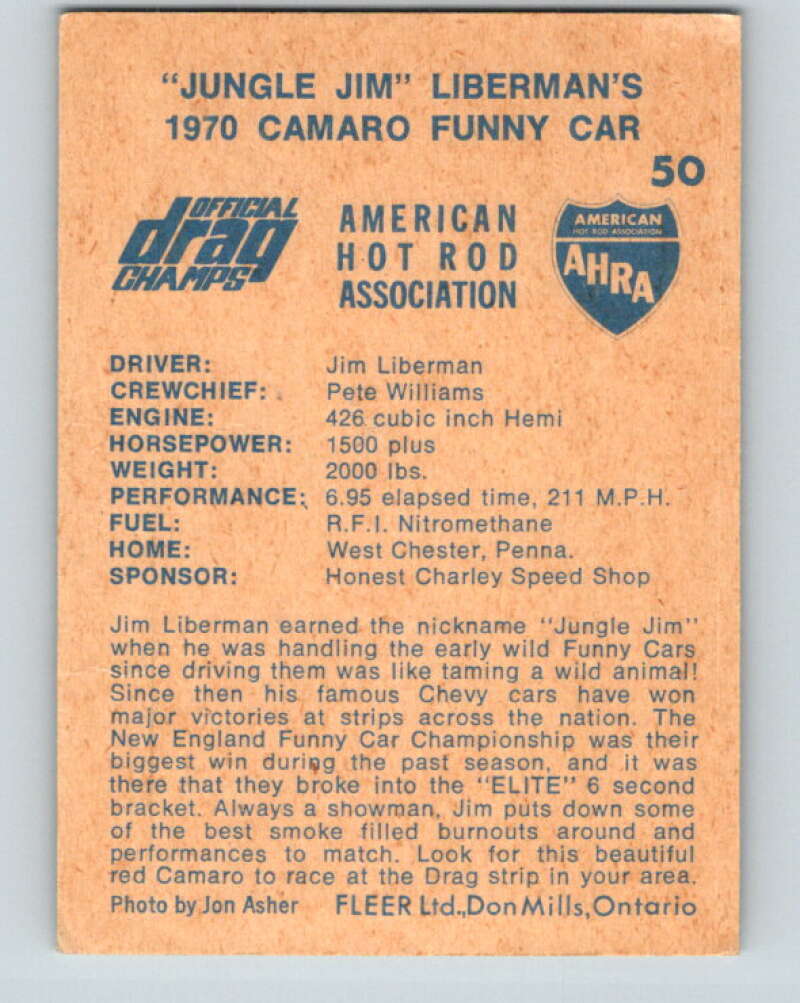 "JUNGLE JIM" LIBERMAN'S
1970 CAMARO FUNNY CAR
50
OFFICIAL
drag
CHAMPS
AMERICAN
HOT ROD
ASSOCIATION
AMERICAN
HOT ROD ASSOCIATION
AHRA
DRIVER: Jim Liberman
CREWCHIEF: Pete Williams
ENGINE: 426 cubic inch Hemi
HORSEPOWER: 1500 plus
WEIGHT: 2000 lbs.
PERFORMANCE: 6.95 elapsed time, 211 M.P.H.
FUEL: R.F.I. Nitromethane
HOME: West Chester, Penna.
SPONSOR: Honest Charley Speed Shop
Jim Liberman earned the nickname "Jungle Jim"
when he was handling the early wild Funny Cars
since driving them was like taming a wild animal!
Since then his famous Chevy cars have won
major victories at strips across the nation. The
New England Funny Car Championship was their
biggest win during the past season, and it was
there that they broke into the "ELITE" 6 second
bracket. Always a showman, Jim puts down some
of the best smoke filled burnouts around and
performances to match. Look for this beautiful
red Camaro to race at the Drag strip in your area.
Photo by Jon Asher FLEER Ltd., Don Mills, Ontario